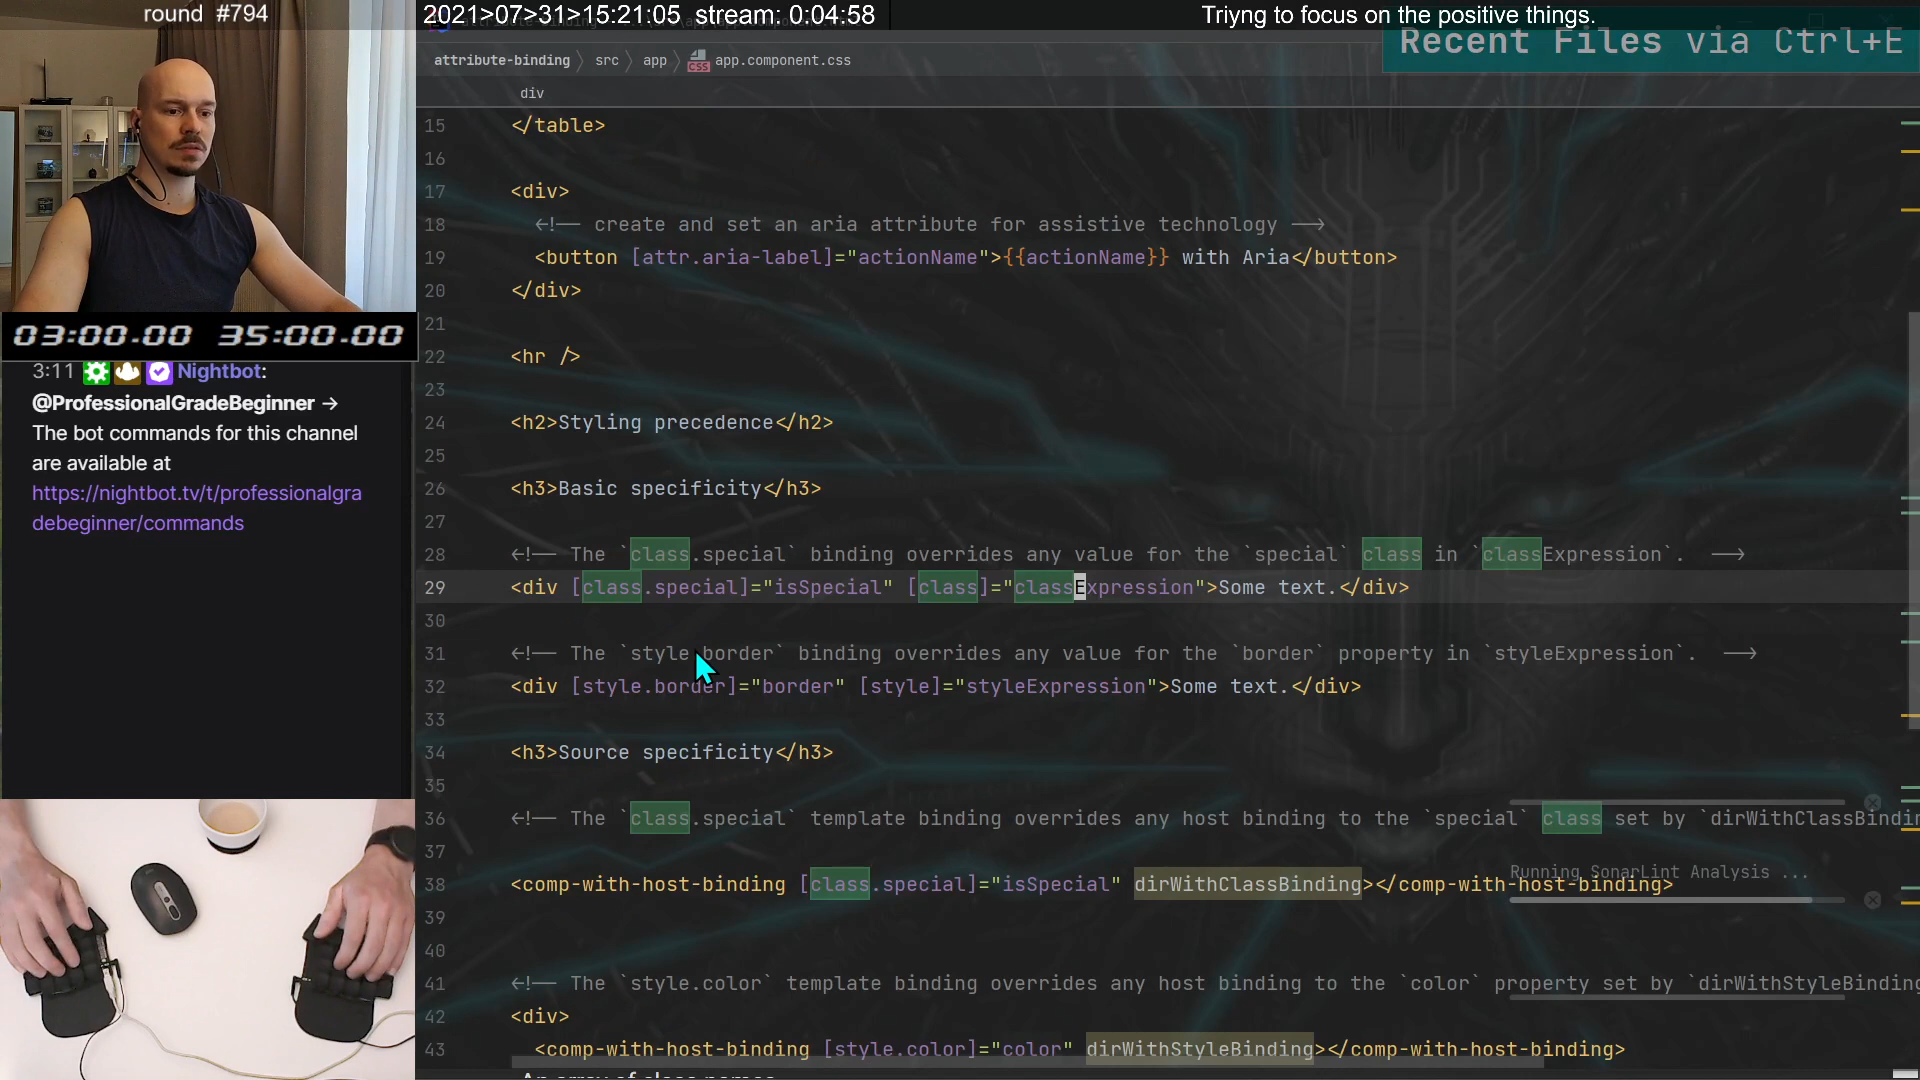 round #794
2021>07>31>15:21:05 stream: 0:04:58
Triyng to focus on the positive things.
Recent Files via Ctrl+E
attribute-binding src app app.component.css
div
15 </table>
16
17 <div>
18 <!-- create and set an aria attribute for assistive technology -->
19 <button [attr.aria-label]="actionName">{{actionName}} with Aria</button>
20 </div>
21
22 <hr />
23
24 <h2>Styling precedence</h2>
25
26 <h3>Basic specificity</h3>
27
28 <!-- The `class.special` binding overrides any value for the `special` class in `classExpression`. -->
29 <div [class.special]="isSpecial" [class]="classExpression">Some text.</div>
30
31 <!-- The `style.border` binding overrides any value for the `border` property in `styleExpression`. -->
32 <div [style.border]="border" [style]="styleExpression">Some text.</div>
33
34 <h3>Source specificity</h3>
35
36 <!-- The `class.special` template binding overrides any host binding to the `special` class set by `dirWithClassBindin
37
Running SonarLint Analysis ...
38 <comp-with-host-binding [class.special]="isSpecial" dirWithClassBinding></comp-with-host-binding>
39
40
41 <!-- The `style.color` template binding overrides any host binding to the `color` property set by `dirWithStyleBinding
42 <div>
43 <comp-with-host-binding [style.color]="color" dirWithStyleBinding></comp-with-host-binding>
03:00.00 35:00.00
3:11 Nightbot:
@ProfessionalGradeBeginner →
The bot commands for this channel
are available at
https://nightbot.tv/t/professionalgra
debeginner/commands